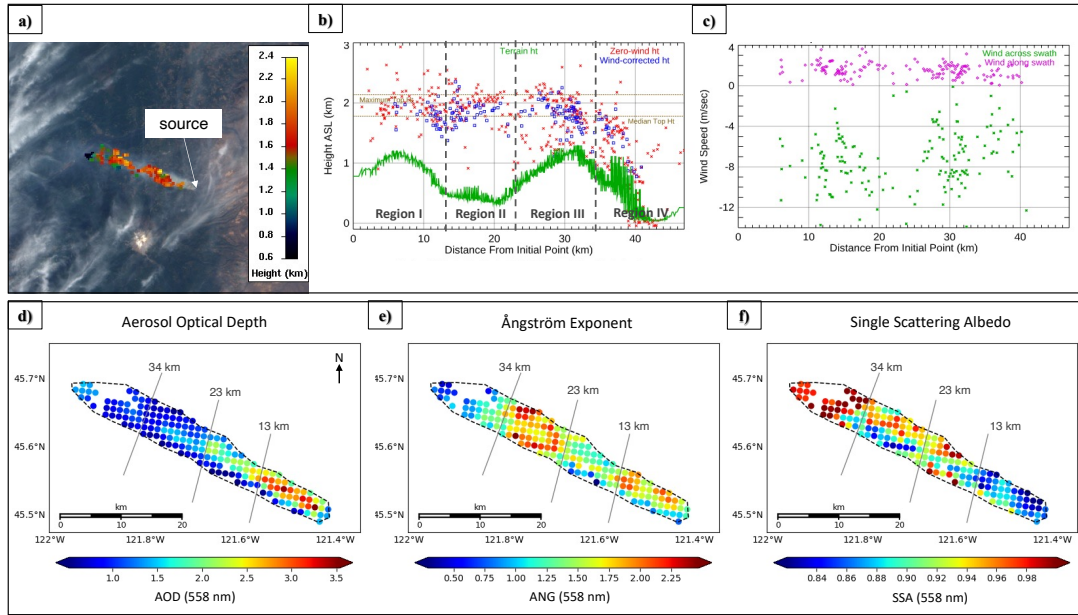 a)
source
2.4
2.2
2.0
1.8
1.6
1.4
1.2
1.0
0.8
0.6
Height (km)
b)
Terrain ht
Zero-wind ht
Wind-corrected ht
Median Top Ht
3
2
1
0
Height ASL (km)
Region I
Region II
Region III
Region IV
0 10 20 30 40
Distance From Initial Point (km)
c)
Wind across swath
Wind along swath
4
0
-4
-8
-12
Wind Speed (m/sec)
0 10 20 30 40
Distance From Initial Point (km)
d)
Aerosol Optical Depth
N
34 km
23 km
13 km
45.7°N
45.6°N
45.5°N
km
0 10 20
122°W 121.8°W 121.6°W 121.4°W
1.0 1.5 2.0 2.5 3.0 3.5
AOD (558 nm)
e)
Ångström Exponent
34 km
23 km
13 km
45.7°N
45.6°N
45.5°N
km
0 10 20
122°W 121.8°W 121.6°W 121.4°W
0.50 0.75 1.00 1.25 1.50 1.75 2.00 2.25
ANG (558 nm)
f)
Single Scattering Albedo
34 km
23 km
13 km
45.7°N
45.6°N
45.5°N
km
0 10 20
122°W 121.8°W 121.6°W 121.4°W
0.84 0.86 0.88 0.90 0.92 0.94 0.96 0.98
SSA (558 nm)